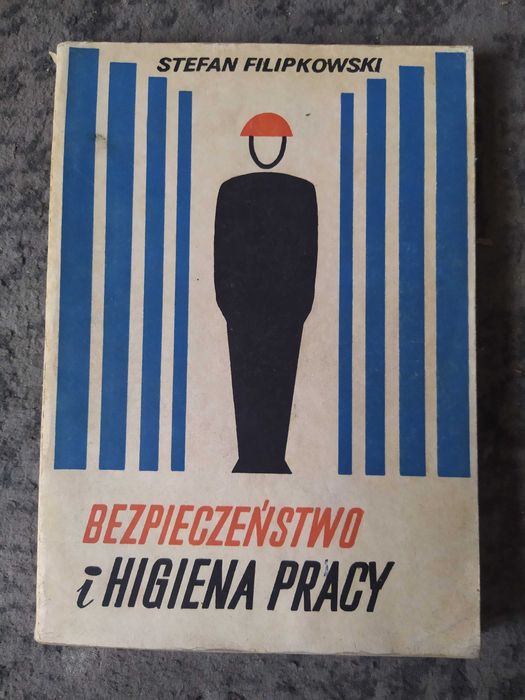 STEFAN FILIPKOWSKI
BEZPIECZEŃSTWO
i HIGIENA PRACY